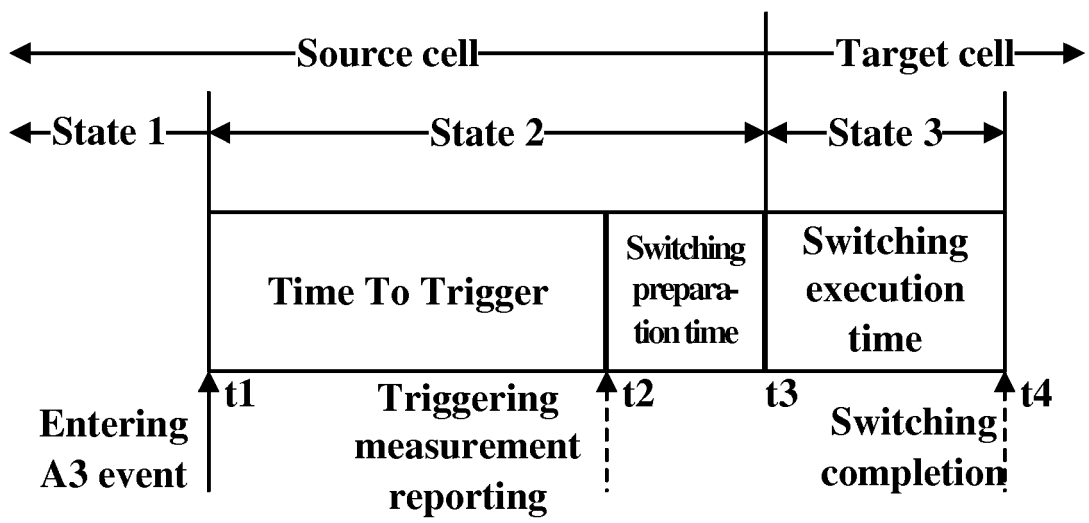 Source cell
Target cell
State 1
State 2
State 3
Time To Trigger
Switching
prepara-
tion time
Switching
execution
time
t1
t2
t3
t4
Entering
A3 event
Triggering
measurement
reporting
Switching
completion